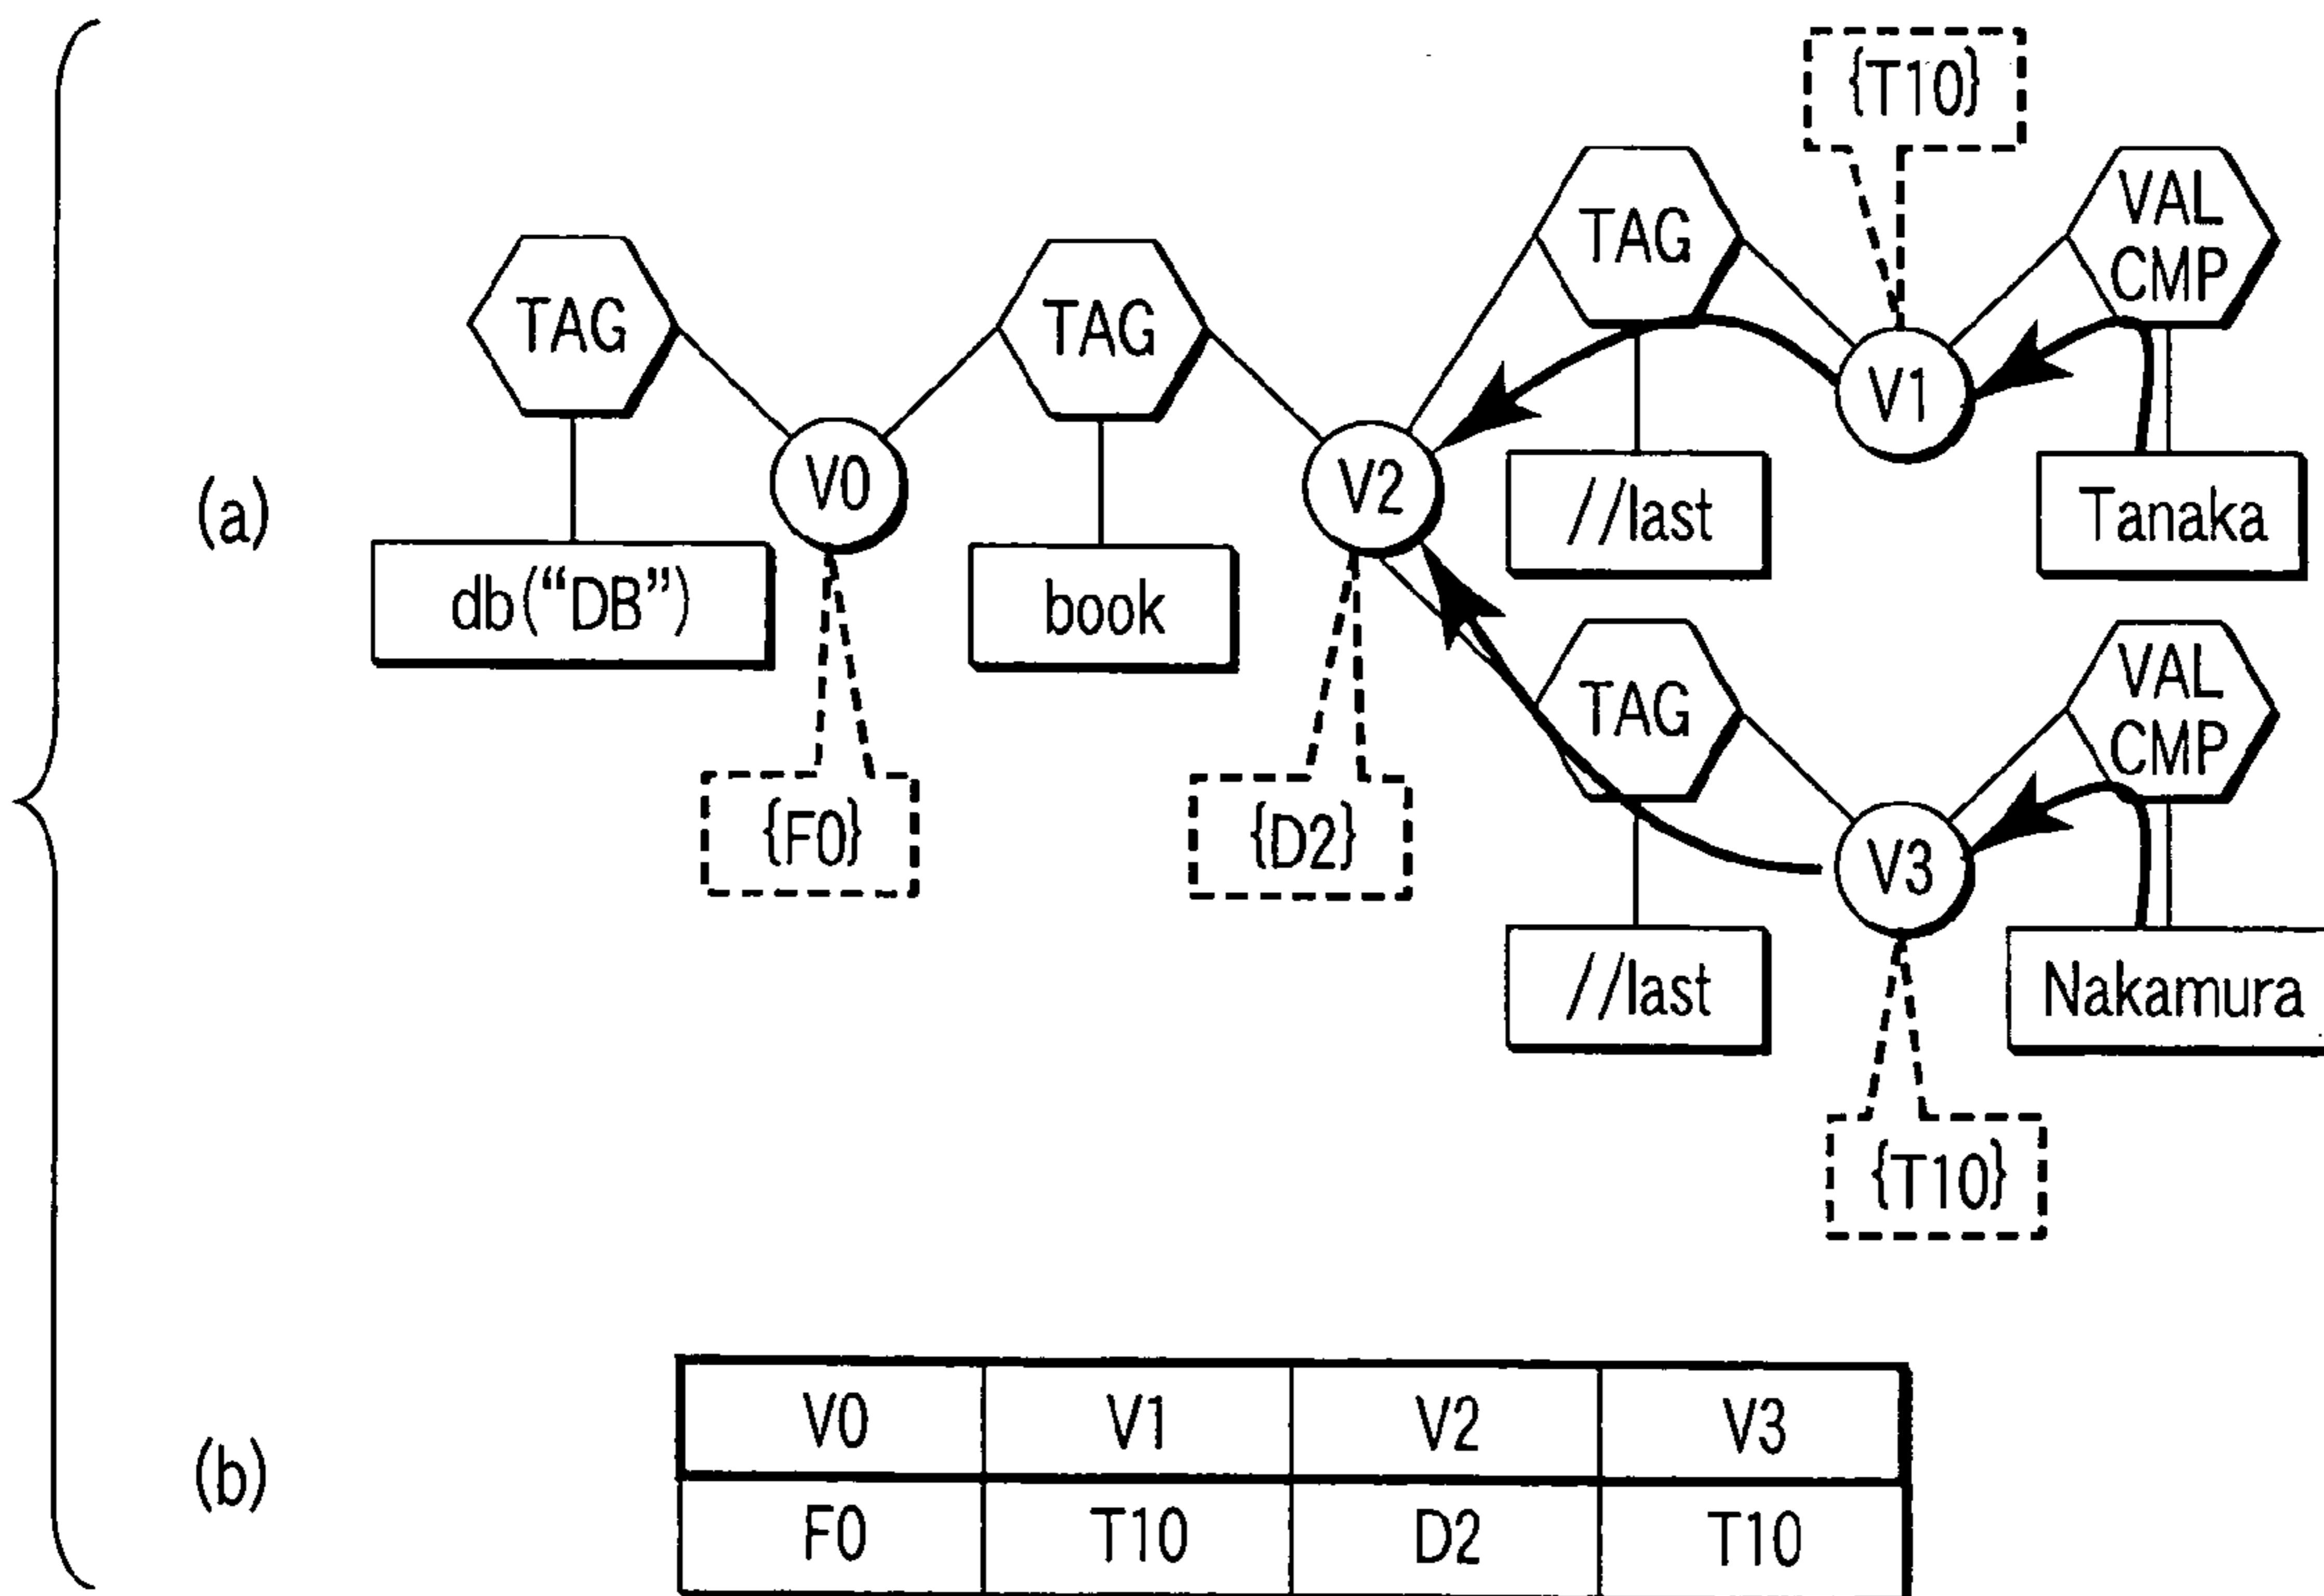 {T10}
TAG
VAL
CMP
TAG
TAG
V1
V0
V2
(a)
//last
Tanaka
db("DB")
book
TAG
VAL
CMP
{F0}
{D2}
V3
//last
Nakamura
{T10}
(b)
V0 V1 V2 V3
F0 T10 D2 T10